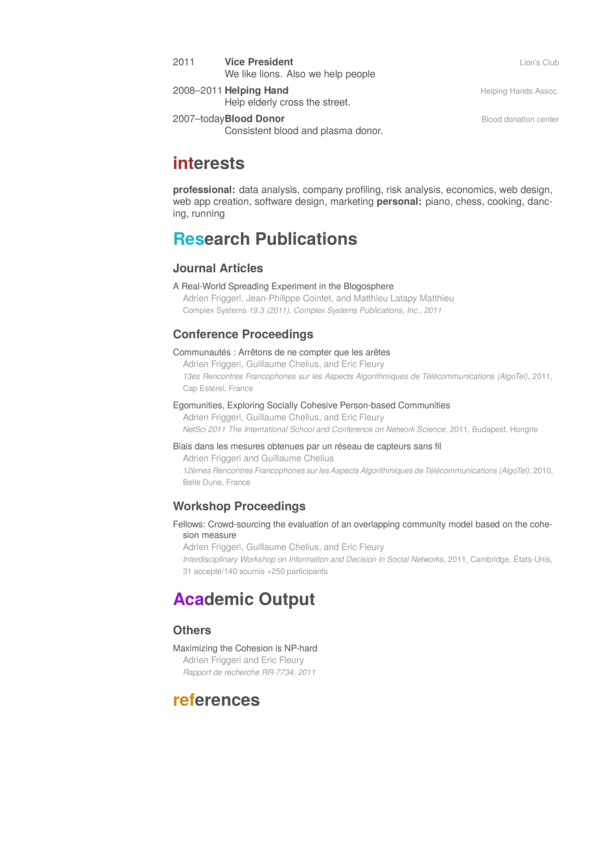 2011 Vice President Lion's Club
We like lions. Also we help people
2008–2011 Helping Hand Helping Hands Assoc.
Help elderly cross the street.
2007–today Blood Donor Blood donation center
Consistent blood and plasma donor.
interests
professional: data analysis, company profiling, risk analysis, economics, web design,
web app creation, software design, marketing personal: piano, chess, cooking, danc-
ing, running
Research Publications
Journal Articles
A Real-World Spreading Experiment in the Blogosphere
Adrien Friggeri, Jean-Philippe Cointet, and Matthieu Latapy Matthieu
Complex Systems 19.3 (2011). Complex Systems Publications, Inc., 2011
Conference Proceedings
Communautés : Arrêtons de ne compter que les arêtes
Adrien Friggeri, Guillaume Chelius, and Eric Fleury
13es Rencontres Francophones sur les Aspects Algorithmiques de Télécommunications (AlgoTel), 2011,
Cap Estérel, France
Egomunities, Exploring Socially Cohesive Person-based Communities
Adrien Friggeri, Guillaume Chelius, and Eric Fleury
NetSci 2011 The International School and Conference on Network Science, 2011, Budapest, Hongrie
Biais dans les mesures obtenues par un réseau de capteurs sans fil
Adrien Friggeri and Guillaume Chelius
12èmes Rencontres Francophones sur les Aspects Algorithmiques de Télécommunications (AlgoTel), 2010,
Belle Dune, France
Workshop Proceedings
Fellows: Crowd-sourcing the evaluation of an overlapping community model based on the cohe-
sion measure
Adrien Friggeri, Guillaume Chelius, and Eric Fleury
Interdisciplinary Workshop on Information and Decision in Social Networks, 2011, Cambridge, États-Unis,
31 accepté/140 soumis +250 participants
Academic Output
Others
Maximizing the Cohesion is NP-hard
Adrien Friggeri and Eric Fleury
Rapport de recherche RR-7734, 2011
references